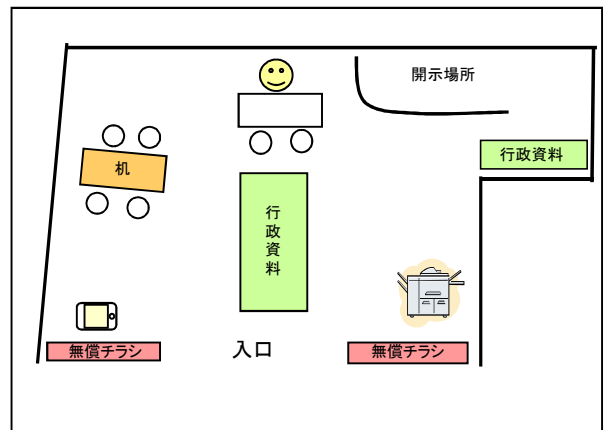 開示場所
行政資料
机
行政資料
無償チラシ
入口
無償チラシ